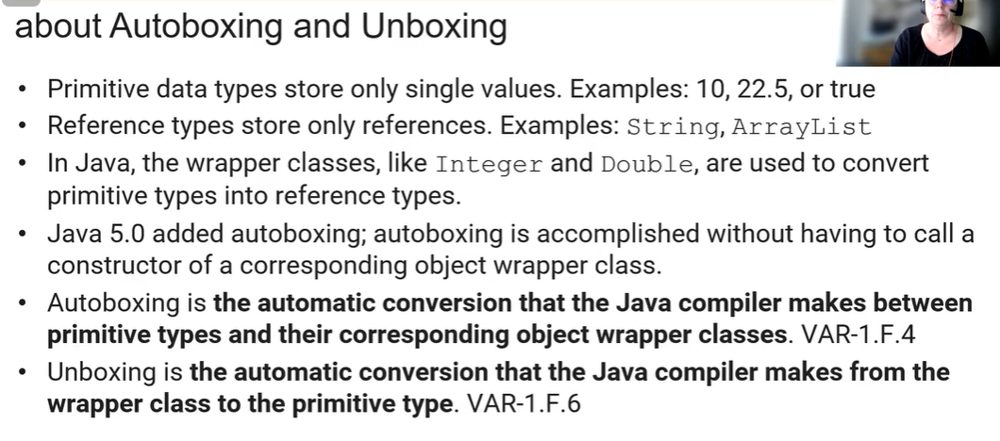 about Autoboxing and Unboxing
• Primitive data types store only single values. Examples: 10, 22.5, or true
• Reference types store only references. Examples: String, ArrayList
• In Java, the wrapper classes, like Integer and Double, are used to convert
primitive types into reference types.
• Java 5.0 added autoboxing; autoboxing is accomplished without having to call a
constructor of a corresponding object wrapper class.
• Autoboxing is the automatic conversion that the Java compiler makes between
primitive types and their corresponding object wrapper classes. VAR-1.F.4
• Unboxing is the automatic conversion that the Java compiler makes from the
wrapper class to the primitive type. VAR-1.F.6